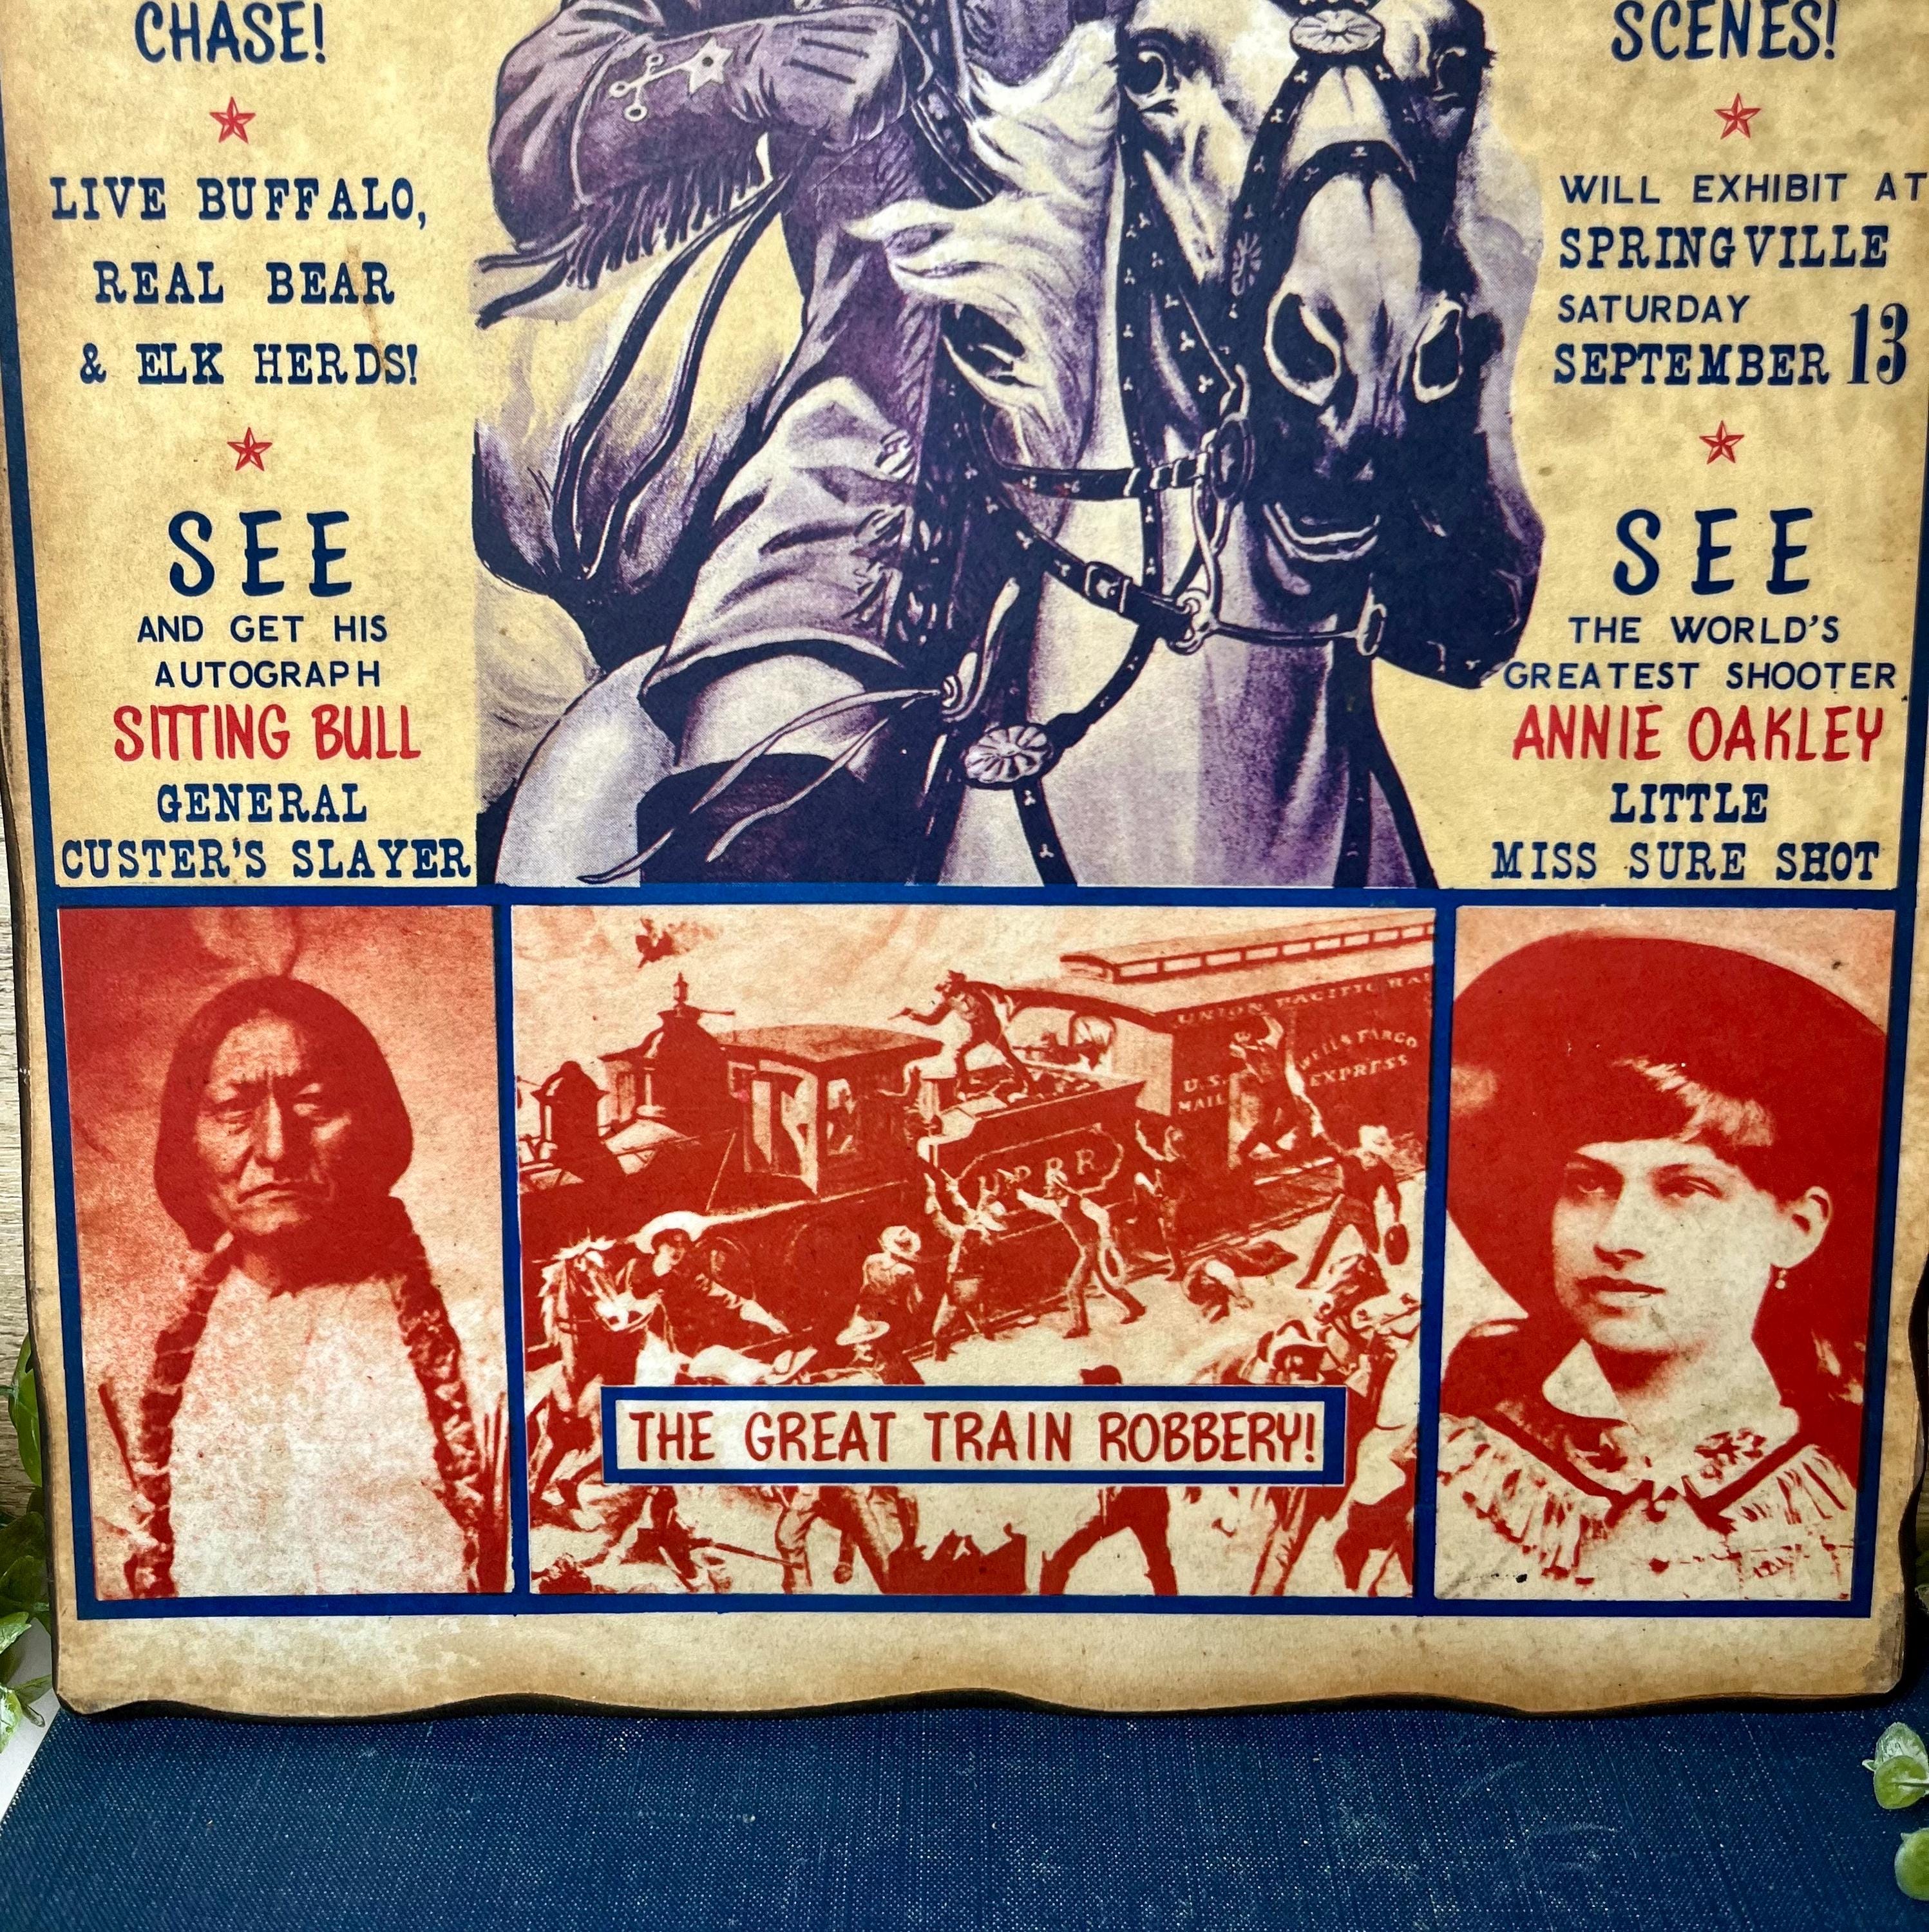 CHASE!
LIVE BUFFALO,
REAL BEAR
& ELK HERDS!
SEE
AND GET HIS
AUTOGRAPH
SITTING BULL
GENERAL
CUSTER'S SLAYER
SCENES!
WILL EXHIBIT AT
SPRINGVILLE
SATURDAY
SEPTEMBER 13
SEE
THE WORLD'S
GREATEST SHOOTER
ANNIE OAKLEY
LITTLE
MISS SURE SHOT
UNION PACIFIC RAI
WELLS FARGO
EXPRESS
U.S.
MAIL
THE GREAT TRAIN ROBBERY!